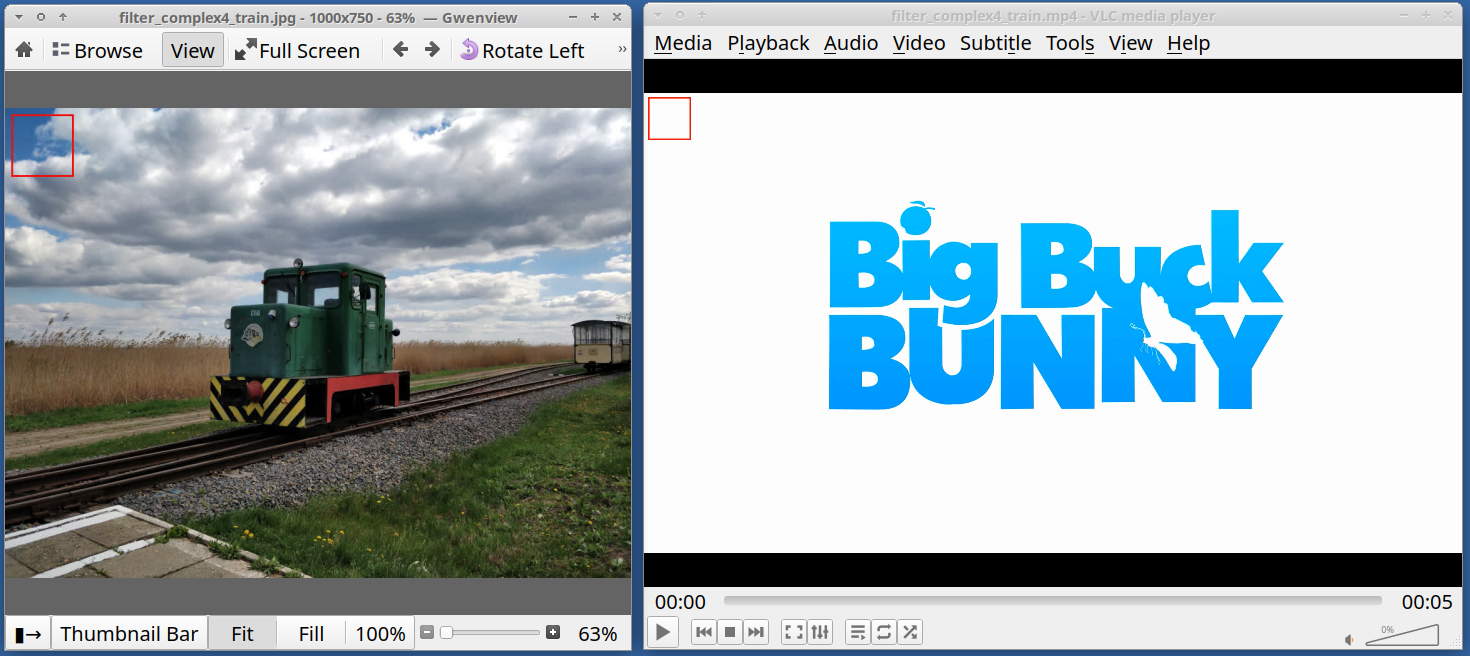 filter_complex4_train.jpg - 1000x750 - 63% — Gwenview
Browse View Full Screen Rotate Left »
Thumbnail Bar Fit Fill 100% 63%
filter_complex4_train.mp4 - VLC media player
Media Playback Audio Video Subtitle Tools View Help
Big Buck
BUNNY
00:00 00:05
0%